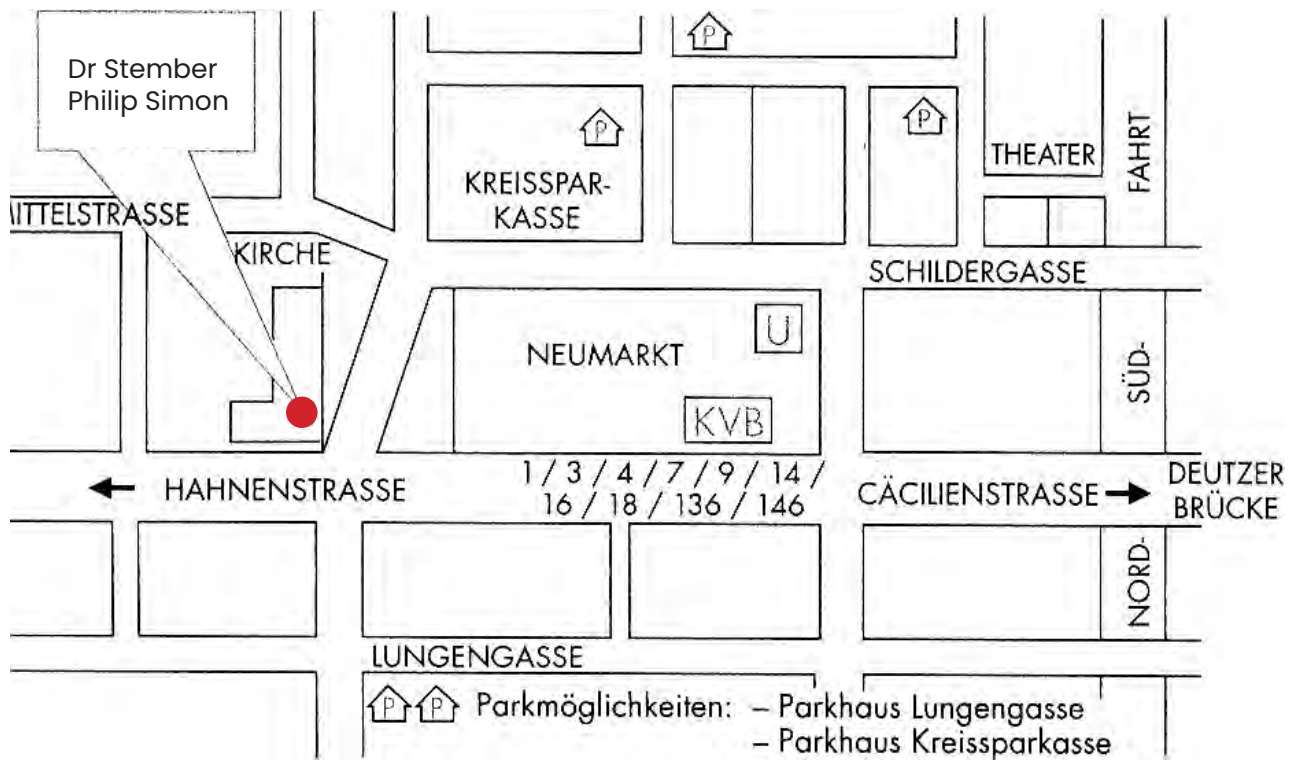 Dr Stember
Philip Simon
P
P
P
THEATER
FAHRT-
KREISSPAR-
KASSE
MITTELSTRASSE
KIRCHE
SCHILDERGASSE
U
NEUMARKT
SÜD-
KVB
1 / 3 / 4 / 7 / 9 / 14 /
16 / 18 / 136 / 146
HAHNENSTRASSE
CÄCILIENSTRASSE
DEUTZER
BRÜCKE
NORD-
LUNGENGASSE
P P Parkmöglichkeiten: – Parkhaus Lungengasse
– Parkhaus Kreissparkasse